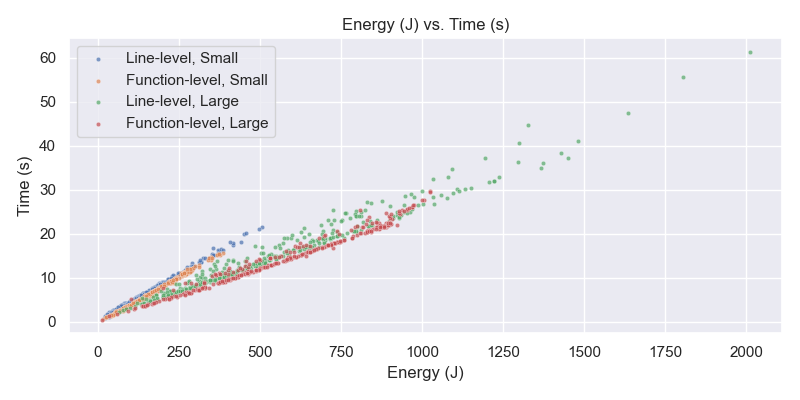 Energy (J) vs. Time (s)
Line-level, Small
Function-level, Small
Line-level, Large
Function-level, Large
60
50
40
30
20
10
0
Time (s)
0 250 500 750 1000 1250 1500 1750 2000
Energy (J)